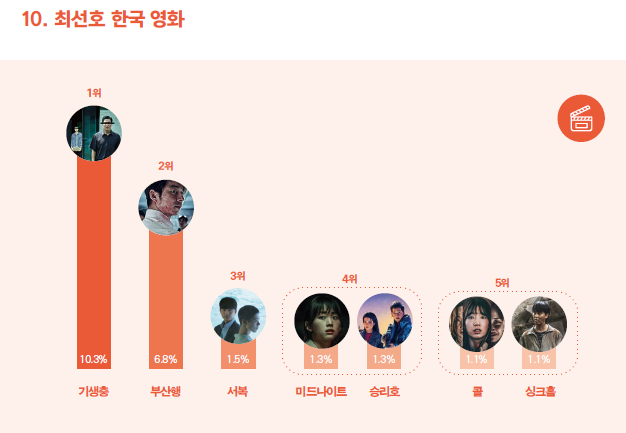 10. 최선호 한국 영화
1위
2위
3위
4위
5위
10.3%
6.8%
1.5%
1.3%
1.3%
1.1%
1.1%
기생충
부산행
서복
미드나이트
승리호
콜
싱크홀